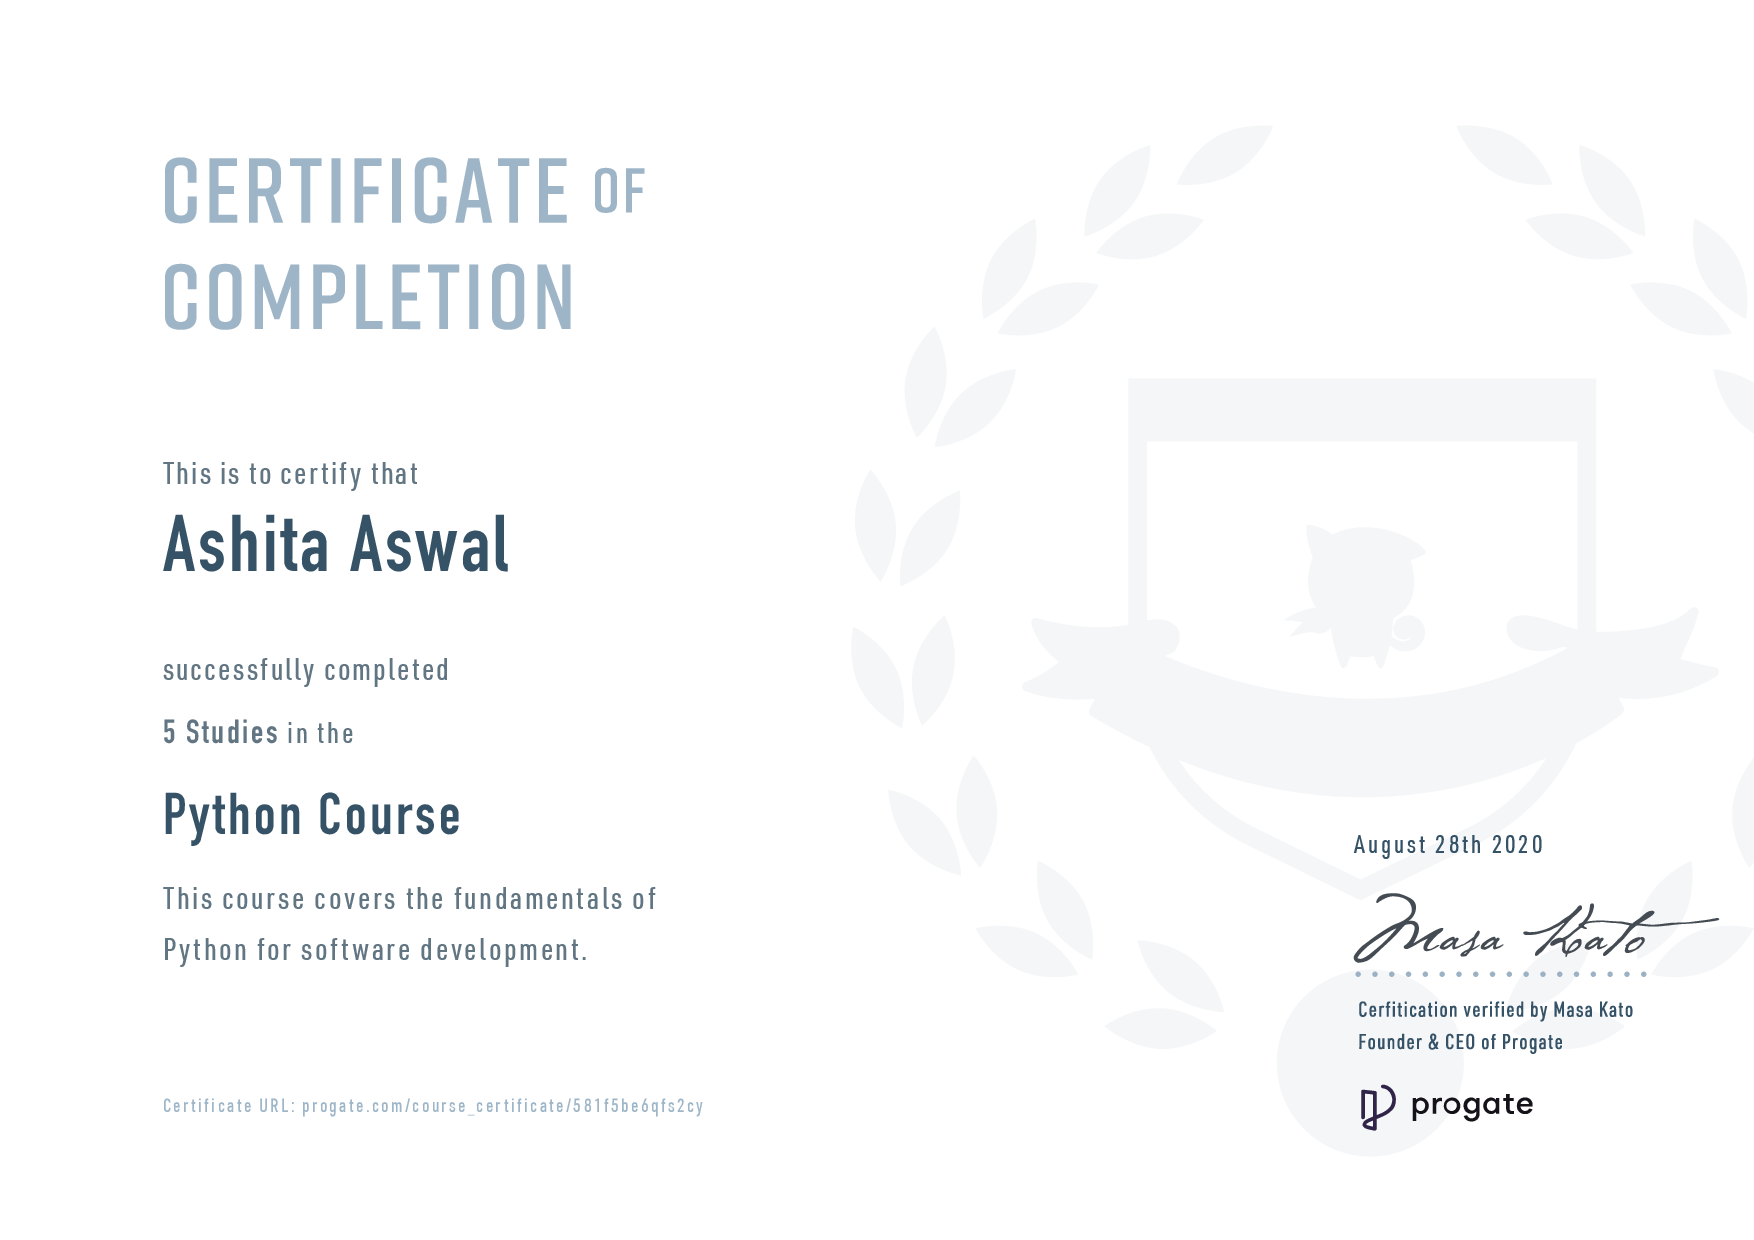 CERTIFICATE OF
COMPLETION
This is to certify that
Ashita Aswal
successfully completed
5 Studies in the
Python Course
This course covers the fundamentals of
Python for software development.
Certificate URL: progate.com/course_certificate/581f5be6qfs2cy
August 28th 2020
Masa Kato
Cerfitication verified by Masa Kato
Founder & CEO of Progate
progate